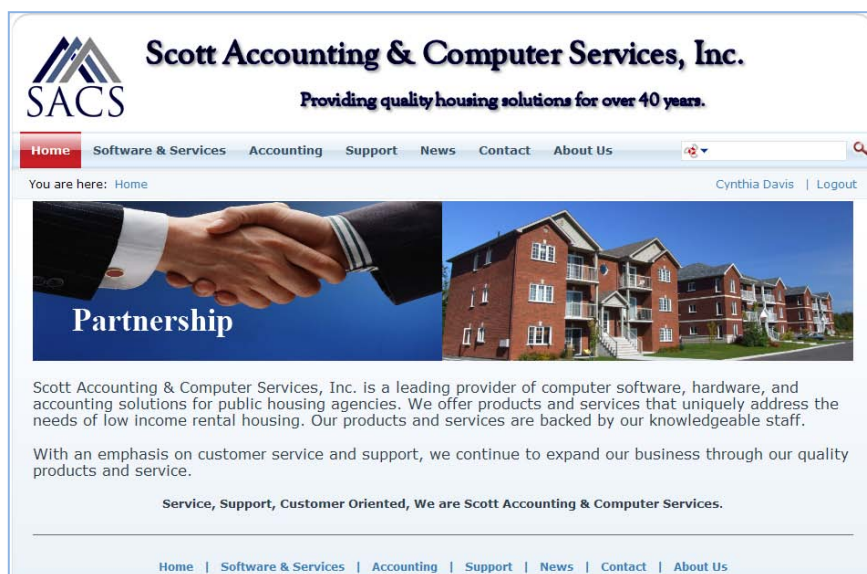 Scott Accounting & Computer Services, Inc.
SACS
Providing quality housing solutions for over 40 years.
Home Software & Services Accounting Support News Contact About Us
You are here: Home Cynthia Davis | Logout
Partnership
Scott Accounting & Computer Services, Inc. is a leading provider of computer software, hardware, and
accounting solutions for public housing agencies. We offer products and services that uniquely address the
needs of low income rental housing. Our products and services are backed by our knowledgeable staff.
With an emphasis on customer service and support, we continue to expand our business through our quality
products and service.
Service, Support, Customer Oriented, We are Scott Accounting & Computer Services.
Home | Software & Services | Accounting | Support | News | Contact | About Us